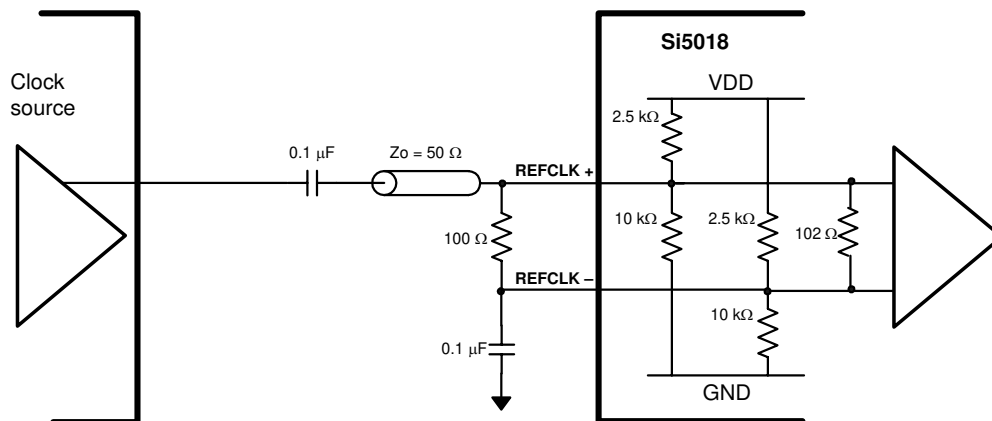 Si5018
Clock
source
VDD
2.5 kΩ
0.1 μF
Zo = 50 Ω
REFCLK +
100 Ω
10 kΩ
2.5 kΩ
102 Ω
REFCLK –
10 kΩ
0.1 μF
GND